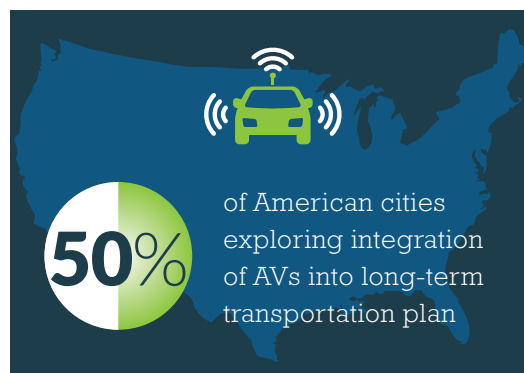 50%
of American cities
exploring integration
of AVs into long-term
transportation plan